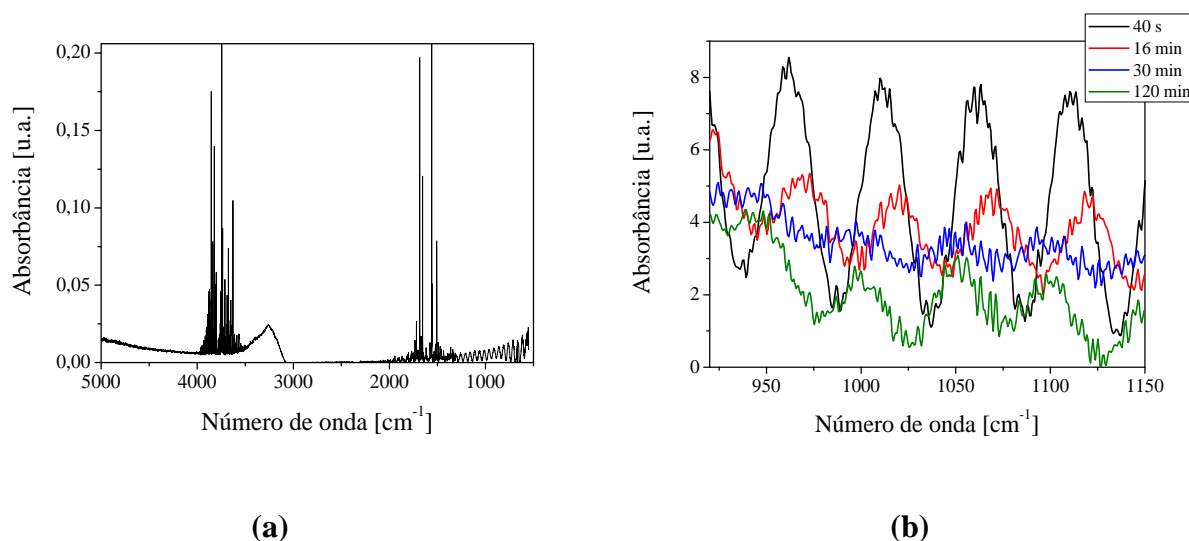 0,20
0,15
0,10
0,05
0,00
5000 4000 3000 2000 1000
Absorbância [u.a.]
Número de onda [cm-1]
(a)
40 s
16 min
30 min
120 min
8
6
4
2
0
950 1000 1050 1100 1150
Absorbância [u.a.]
Número de onda [cm-1]
(b)